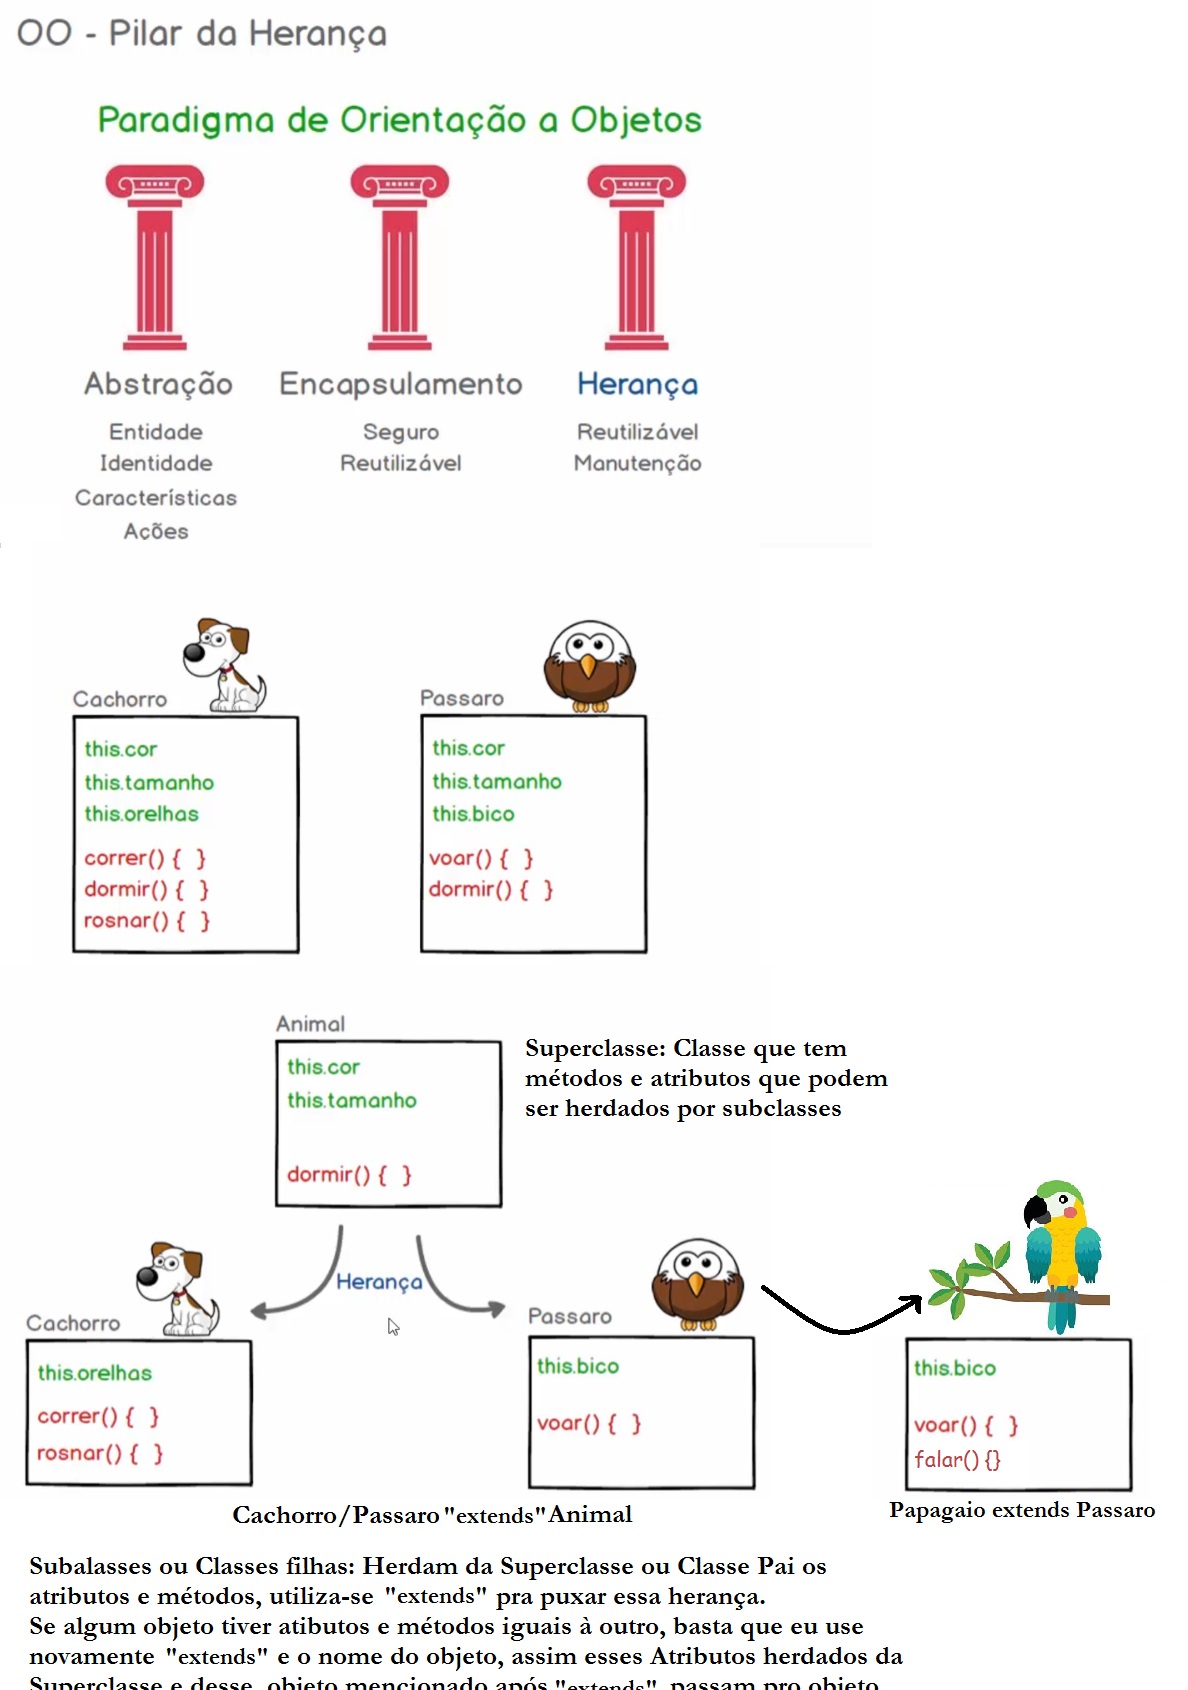 OO - Pilar da Herança
Paradigma de Orientação a Objetos
Abstração
Entidade
Identidade
Características
Ações
Encapsulamento
Seguro
Reutilizável
Herança
Reutilizável
Manutenção
Cachorro
this.cor
this.tamanho
this.orelhas
correr() { }
dormir() { }
rosnar() { }
Passaro
this.cor
this.tamanho
this.bico
voar() { }
dormir() { }
Animal
this.cor
this.tamanho
dormir() { }
Superclasse: Classe que tem
métodos e atributos que podem
ser herdados por subclasses
Herança
Cachorro
this.orelhas
correr() { }
rosnar() { }
Passaro
this.bico
voar() { }
this.bico
voar() { }
falar() {}
Cachorro/Passaro "extends" Animal
Papagaio extends Passaro
Subalasses ou Classes filhas: Herdam da Superclasse ou Classe Pai os
atributos e métodos, utiliza-se "extends" pra puxar essa herança.
Se algum objeto tiver atibutos e métodos iguais à outro, basta que eu use
novamente "extends" e o nome do objeto, assim esses Atributos herdados da
Superclasse e desse objeto mencionado após "extends" passam pro objeto